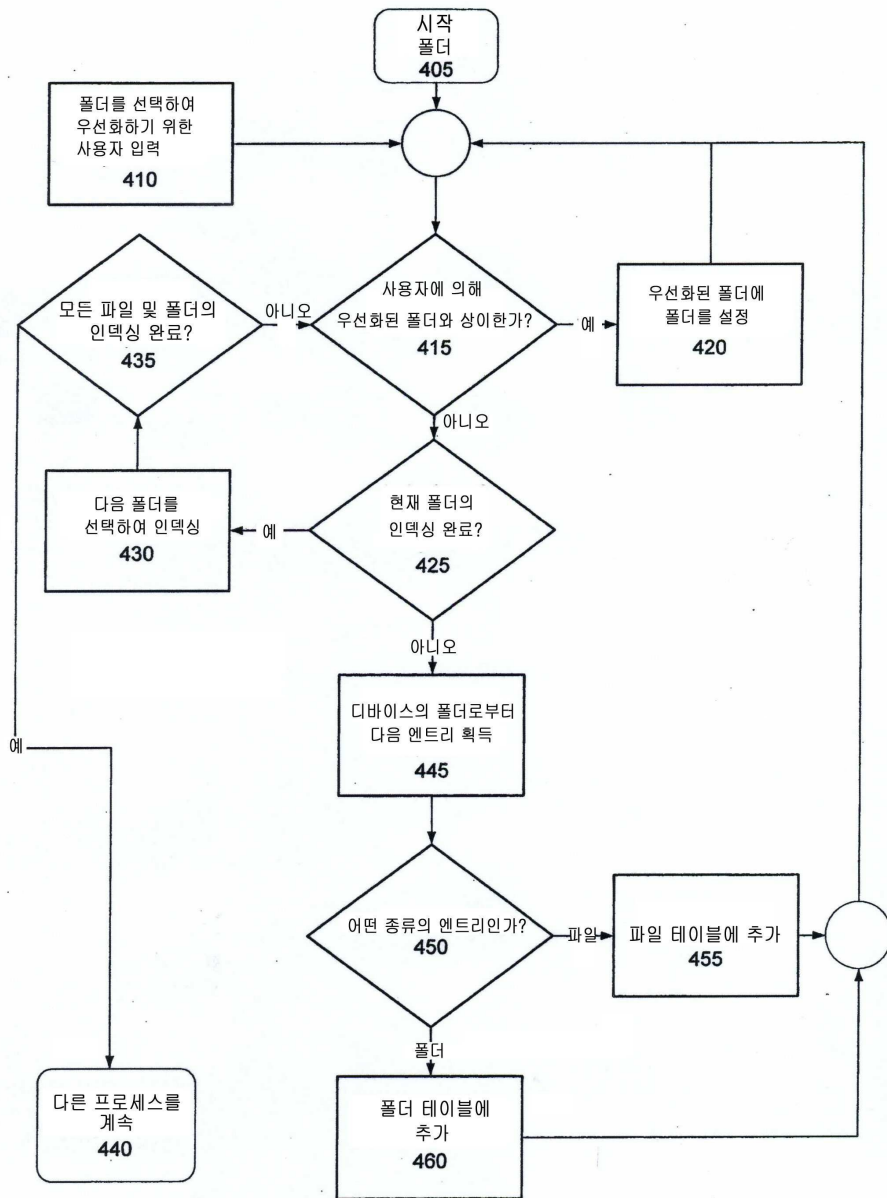 시작
폴더
405
폴더를 선택하여
우선화하기 위한
사용자 입력
410
모든 파일 및 폴더의
인덱싱 완료?
435
아니오
사용자에 의해
우선화된 폴더와 상이한가?
415
예
우선화된 폴더에
폴더를 설정
420
아니오
다음 폴더를
선택하여 인덱싱
430
예
현재 폴더의
인덱싱 완료?
425
아니오
디바이스의 폴더로부터
다음 엔트리 획득
445
예
어떤 종류의 엔트리인가?
450
파일
파일 테이블에 추가
455
폴더
다른 프로세스를
계속
440
폴더 테이블에
추가
460